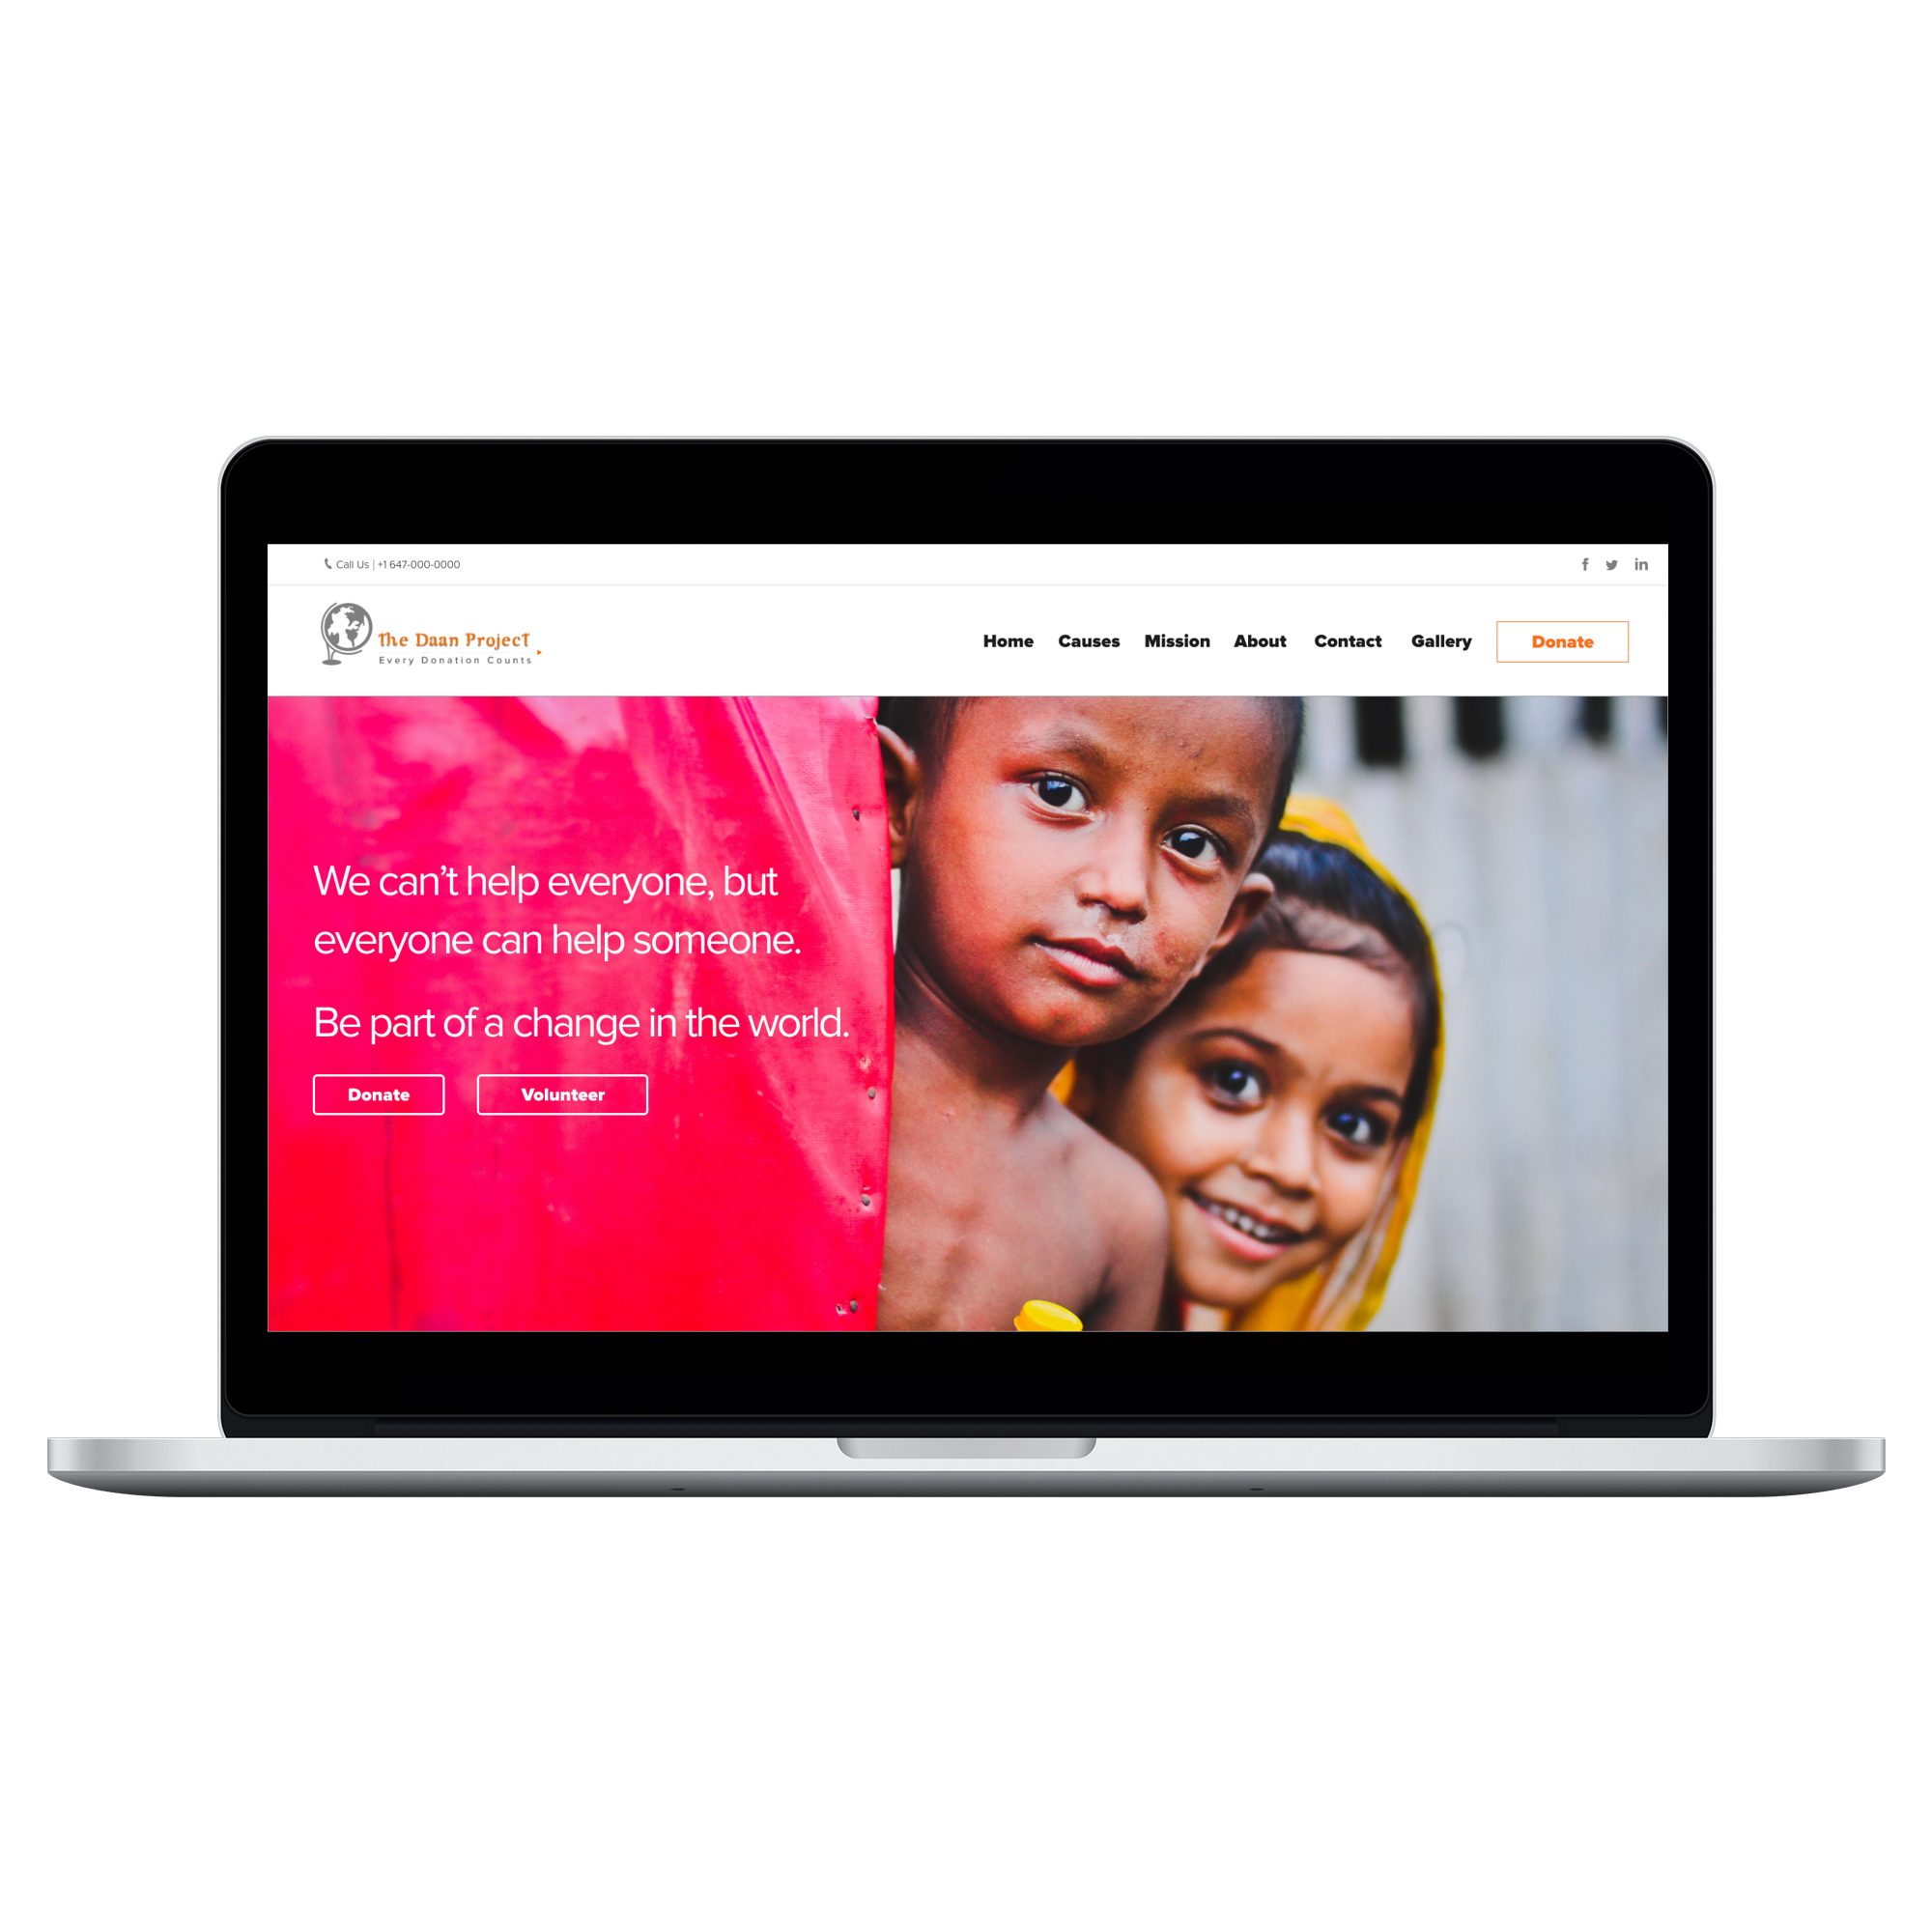 Call Us | +1 647-000-0000
f in
The Daan Project
Every Donation Counts
Home Causes Mission About Contact Gallery Donate
We can’t help everyone, but
everyone can help someone.
Be part of a change in the world.
Donate Volunteer